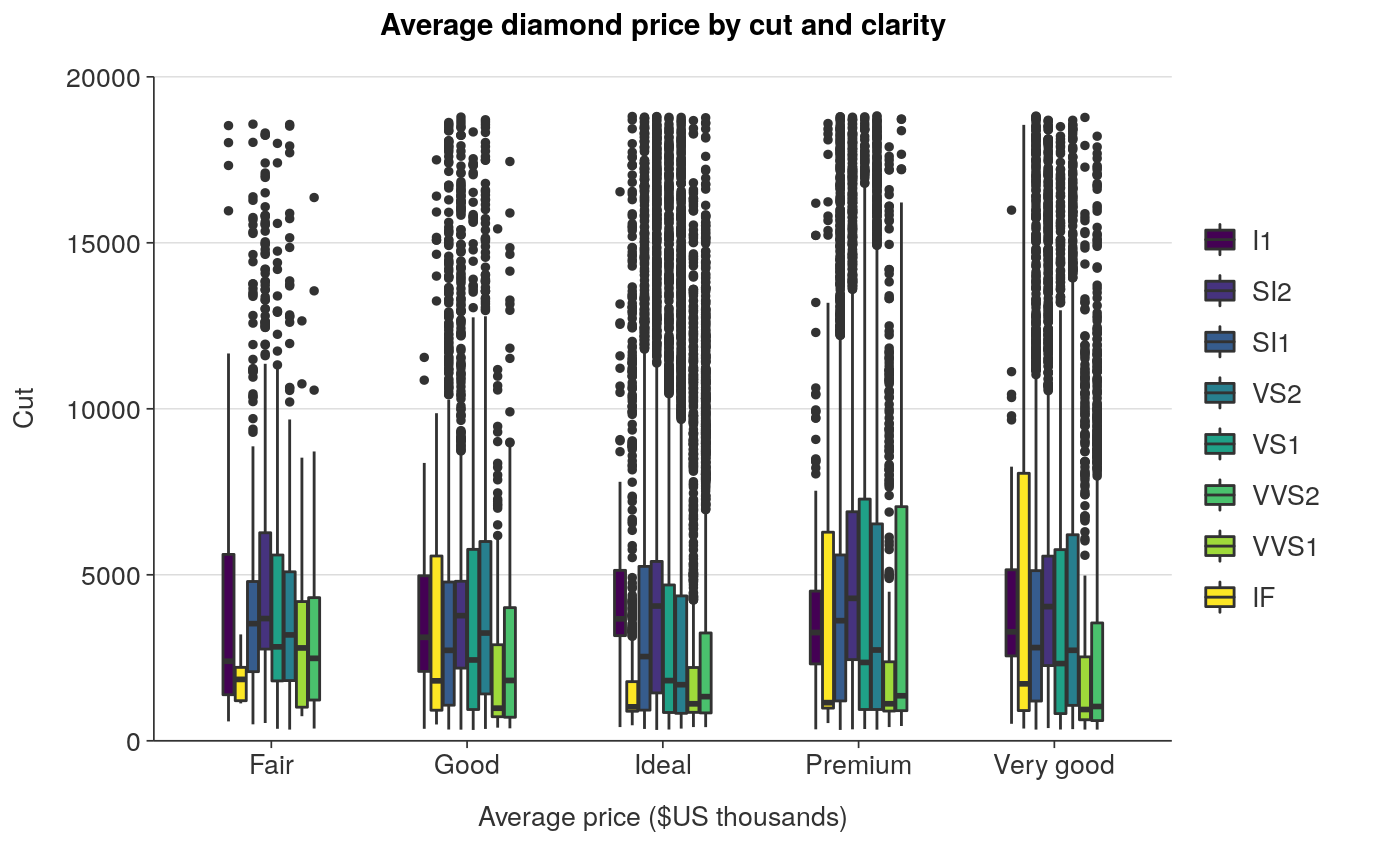 Average diamond price by cut and clarity
20000
15000
10000
5000
0
Cut
Fair Good Ideal Premium Very good
Average price ($US thousands)
I1
SI2
SI1
VS2
VS1
VVS2
VVS1
IF